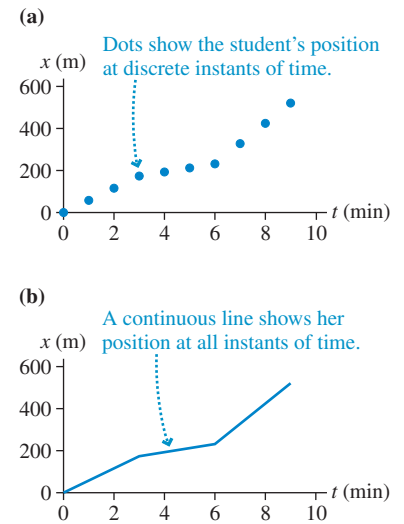 (a)
Dots show the student's position
at discrete instants of time.
x (m)
600
400
200
0
0 2 4 6 8 10
t (min)
(b)
A continuous line shows her
position at all instants of time.
x (m)
600
400
200
0
0 2 4 6 8 10
t (min)